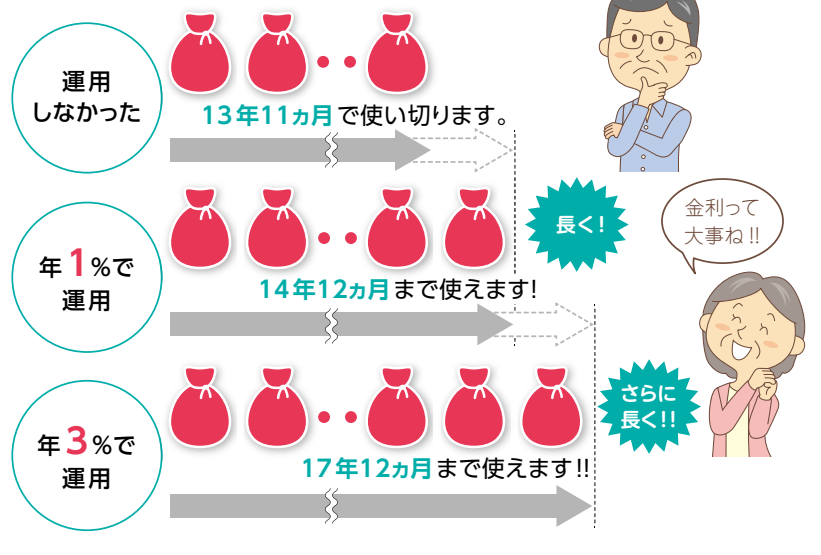 運用
しなかった
13年11ヵ月で使い切ります。
年1%で
運用
長く!
金利って
大事ね!!
14年12ヵ月まで使えます!
年3%で
運用
さらに
長く!!
17年12ヵ月まで使えます!!